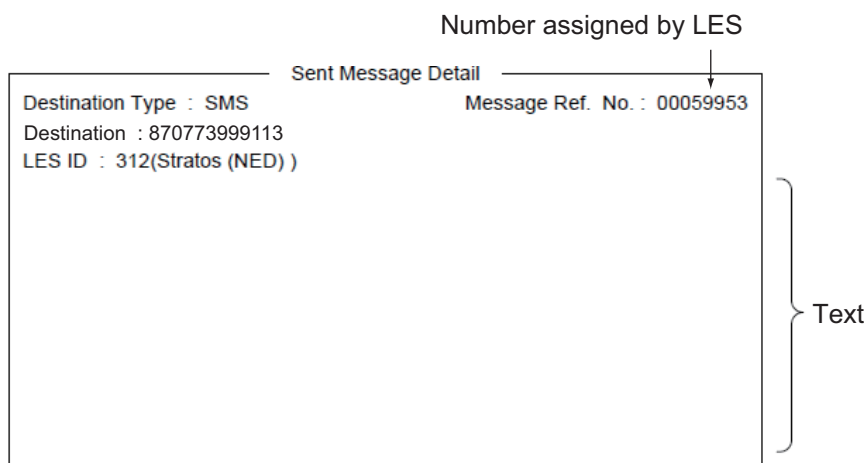 Number assigned by LES
Sent Message Detail
Destination Type : SMS Message Ref. No. : 00059953
Destination : 870773999113
LES ID : 312(Stratos (NED) )
Text